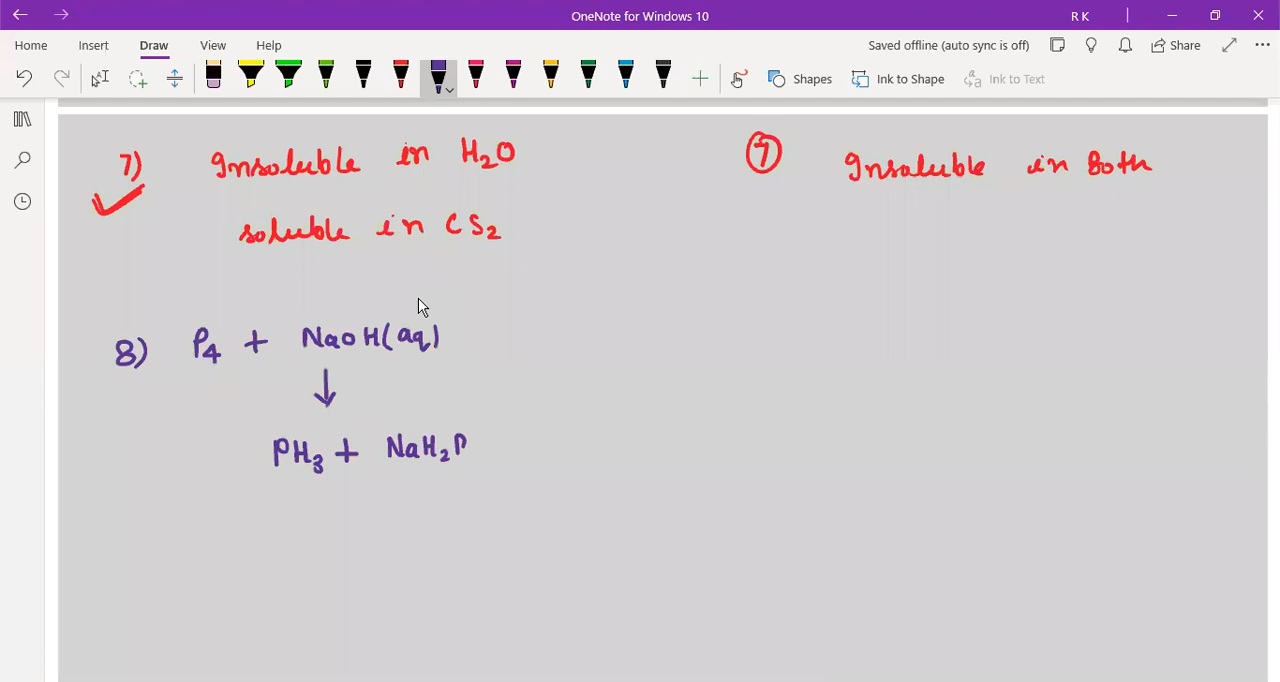 OneNote for Windows 10
R K
Home Insert Draw View Help
Saved offline (auto sync is off) Share
Shapes Ink to Shape Ink to Text
7) Insoluble in H2O
soluble in CS2
⑦ Insoluble in Both
8) P4 + NaOH(aq)
↓
PH3 + NaH2P